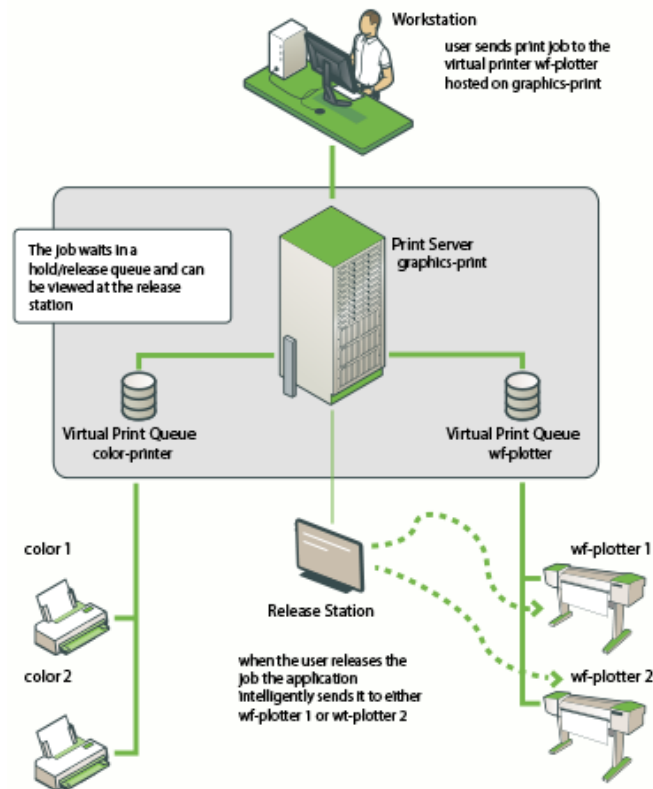 Workstation
user sends print job to the
virtual printer wf-plotter
hosted on graphics-print
The job waits in a
hold/release queue and can
be viewed at the release
station
Print Server
graphics-print
Virtual Print Queue
color-printer
Virtual Print Queue
wf-plotter
color 1
wf-plotter 1
Release Station
color 2
wf-plotter 2
when the user releases the
job the application
intelligently sends it to either
wf-plotter 1 or wt-plotter 2